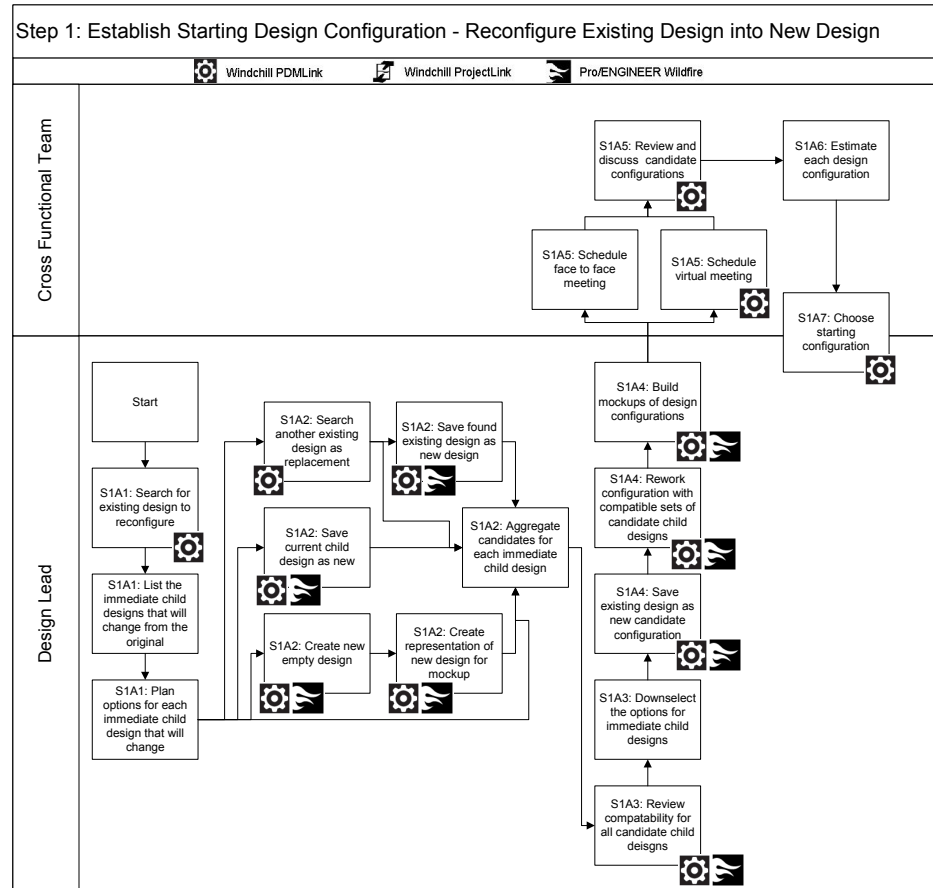 Step 1: Establish Starting Design Configuration - Reconfigure Existing Design into New Design
Windchill PDMLink
Windchill ProjectLink
Pro/ENGINEER Wildfire
Cross Functional Team
S1A5: Review and
discuss candidate
configurations
S1A6: Estimate
each design
configuration
S1A5: Schedule
face to face
meeting
S1A5: Schedule
virtual meeting
S1A7: Choose
starting
configuration
Design Lead
Start
S1A1: Search for
existing design to
reconfigure
S1A1: List the
immediate child
designs that will
change from the
original
S1A1: Plan
options for each
immediate child
design that will
change
S1A2: Search
another existing
design as
replacement
S1A2: Save found
existing design as
new design
S1A2: Save
current child
design as new
S1A2: Aggregate
candidates for
each immediate
child design
S1A2: Create new
empty design
S1A2: Create
representation of
new design for
mockup
S1A4: Build
mockups of design
configurations
S1A4: Rework
configuration with
compatible sets of
candidate child
designs
S1A4: Save
existing design as
new candidate
configuration
S1A3: Downselect
the options for
immediate child
designs
S1A3: Review
compatability for
all candidate child
deisgns